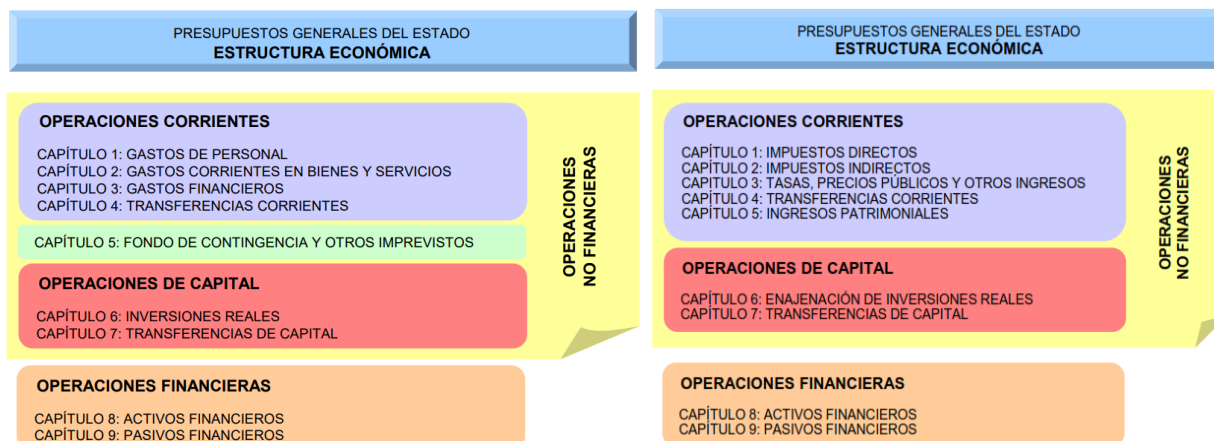 PRESUPUESTOS GENERALES DEL ESTADO
ESTRUCTURA ECONÓMICA
OPERACIONES CORRIENTES
CAPÍTULO 1: GASTOS DE PERSONAL
CAPÍTULO 2: GASTOS CORRIENTES EN BIENES Y SERVICIOS
CAPÍTULO 3: GASTOS FINANCIEROS
CAPÍTULO 4: TRANSFERENCIAS CORRIENTES
CAPÍTULO 5: FONDO DE CONTINGENCIA Y OTROS IMPREVISTOS
OPERACIONES DE CAPITAL
CAPÍTULO 6: INVERSIONES REALES
CAPÍTULO 7: TRANSFERENCIAS DE CAPITAL
OPERACIONES
NO FINANCIERAS
OPERACIONES FINANCIERAS
CAPÍTULO 8: ACTIVOS FINANCIEROS
CAPÍTULO 9: PASIVOS FINANCIEROS
PRESUPUESTOS GENERALES DEL ESTADO
ESTRUCTURA ECONÓMICA
OPERACIONES CORRIENTES
CAPÍTULO 1: IMPUESTOS DIRECTOS
CAPÍTULO 2: IMPUESTOS INDIRECTOS
CAPÍTULO 3: TASAS, PRECIOS PÚBLICOS Y OTROS INGRESOS
CAPÍTULO 4: TRANSFERENCIAS CORRIENTES
CAPÍTULO 5: INGRESOS PATRIMONIALES
OPERACIONES DE CAPITAL
CAPÍTULO 6: ENAJENACIÓN DE INVERSIONES REALES
CAPÍTULO 7: TRANSFERENCIAS DE CAPITAL
OPERACIONES
NO FINANCIERAS
OPERACIONES FINANCIERAS
CAPÍTULO 8: ACTIVOS FINANCIEROS
CAPÍTULO 9: PASIVOS FINANCIEROS